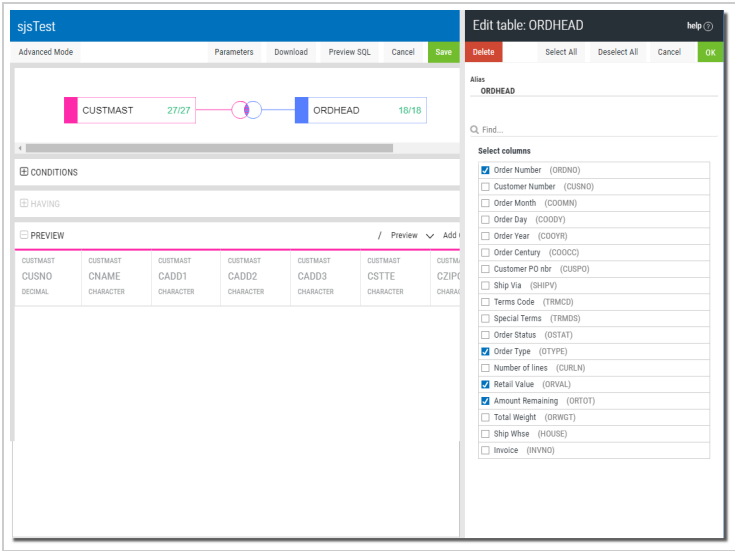 sjsTest
Advanced Mode Parameters Download Preview SQL Cancel Save
CUSTMAST 27/27 ORDHEAD 18/18
CONDITIONS
HAVING
PREVIEW / Preview Add
CUSTMAST CUSTMAST CUSTMAST CUSTMAST CUSTMAST CUSTMAST CUSTMA
CUSNO CNAME CADD1 CADD2 CADD3 CSTTE CZIP
DECIMAL CHARACTER CHARACTER CHARACTER CHARACTER CHARACTER CHARAC
Edit table: ORDHEAD help ?
Delete Select All Deselect All Cancel OK
Alias
ORDHEAD
Find...
Select columns
Order Number (ORDNO)
Customer Number (CUSNO)
Order Month (COOMN)
Order Day (COODY)
Order Year (COOYR)
Order Century (COOCC)
Customer PO nbr (CUSPO)
Ship Via (SHIPV)
Terms Code (TRMCD)
Special Terms (TRMDS)
Order Status (OSTAT)
Order Type (OTYPE)
Number of lines (CURLN)
Retail Value (ORVAL)
Amount Remaining (ORTOT)
Total Weight (ORWGT)
Ship Whse (HOUSE)
Invoice (INVNO)